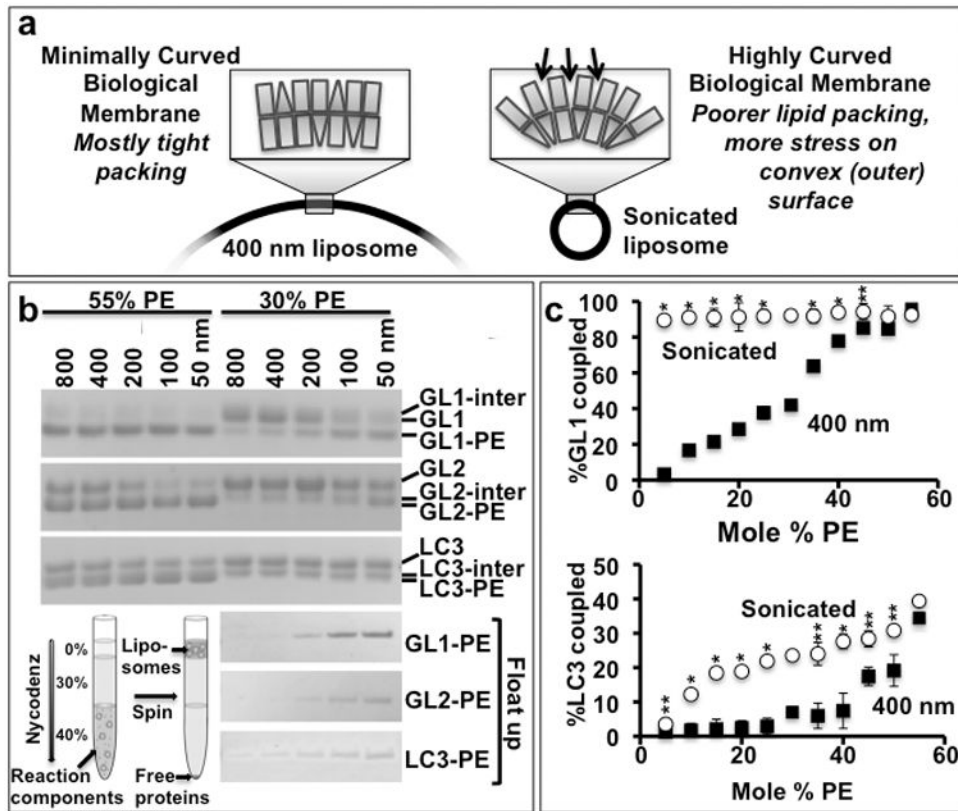 a
Minimally Curved
Biological
Membrane
Mostly tight
packing
400 nm liposome
Highly Curved
Biological Membrane
Poorer lipid packing,
more stress on
convex (outer)
surface
Sonicated
liposome
b
55% PE
30% PE
800
400
200
100
50 nm
800
400
200
100
50 nm
GL1-inter
GL1
GL1-PE
GL2
GL2-inter
GL2-PE
LC3
LC3-inter
LC3-PE
Nycodenz
0%
30%
40%
Lipo-
somes
Spin
Reaction
components
Free
proteins
GL1-PE
GL2-PE
LC3-PE
Float up
c
%GL1 coupled
100
80
60
40
20
0
* * * * * * * **
Sonicated
400 nm
0 20 40 60
Mole % PE
%LC3 coupled
50
40
30
20
10
0
** * * * * ** * ** **
Sonicated
400 nm
0 20 40 60
Mole % PE